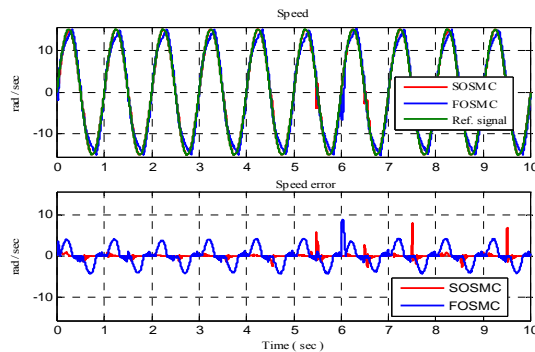 Speed
rad / sec
10
0
-10
SOSMC
FOSMC
Ref. signal
0 1 2 3 4 5 6 7 8 9 10
Speed error
rad / sec
10
0
-10
SOSMC
FOSMC
0 1 2 3 4 5 6 7 8 9 10
Time ( sec )